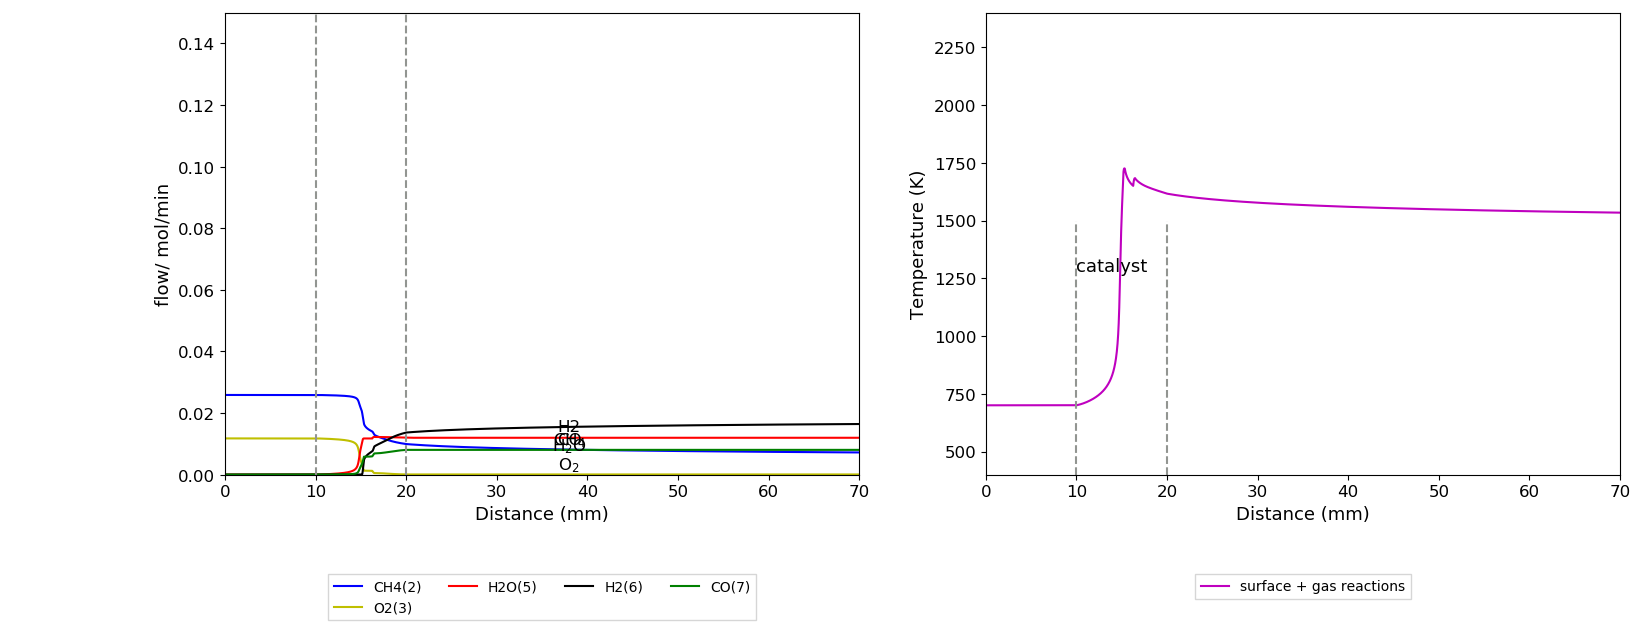 0.14
0.12
0.10
0.08
0.06
0.04
0.02
0.00
flow/ mol/min
H2
H₂O
O₂
0 10 20 30 40 50 60 70
Distance (mm)
CH4(2) H2O(5) H2(6) CO(7)
O2(3)
2250
2000
1750
1500
1250
1000
750
500
Temperature (K)
catalyst
0 10 20 30 40 50 60 70
Distance (mm)
surface + gas reactions